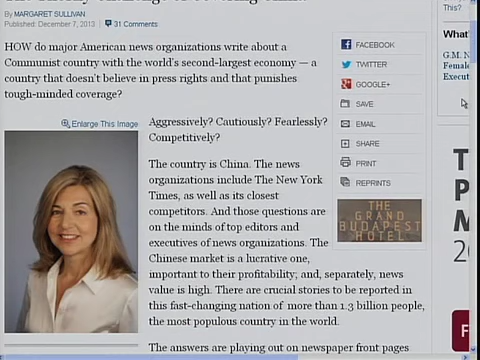 By MARGARET SULLIVAN
Published: December 7, 2013
31 Comments
HOW do major American news organizations write about a
Communist country with the world's second-largest economy — a
country that doesn't believe in press rights and that punishes
tough-minded coverage?
Enlarge This Image
Aggressively? Cautiously? Fearlessly?
Competitively?
The country is China. The news
organizations include The New York
Times, as well as its closest
competitors. And those questions are
on the minds of top editors and
executives of news organizations. The
Chinese market is a lucrative one,
important to their profitability; and, separately, news
value is high. There are crucial stories to be reported in
this fast-changing nation of more than 1.3 billion people,
the most populous country in the world.
The answers are playing out on newspaper front pages
FACEBOOK
TWITTER
GOOGLE+
SAVE
EMAIL
SHARE
PRINT
REPRINTS
THE
GRAND
BUDAPEST
HOTEL
This?
What'
G.M. N
Female
Execut
T
P
M
20
F